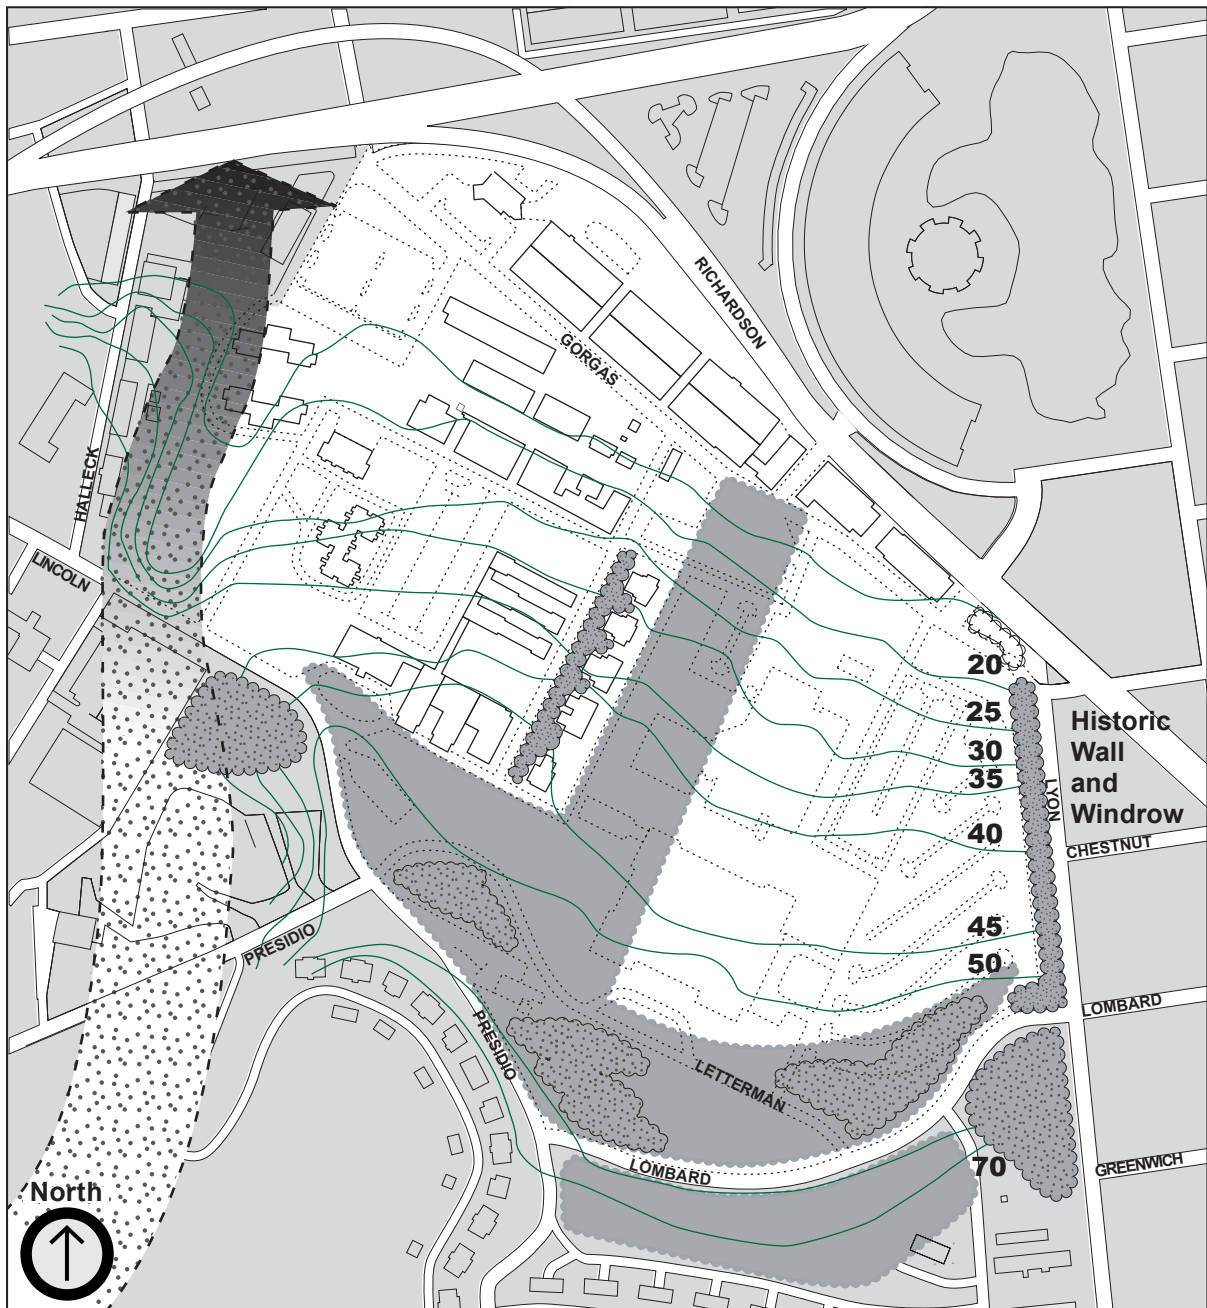 RICHARDSON
GORGAS
HALLECK
LINCOLN
20
25
30
35
40
45
50
70
Historic
Wall
and
Windrow
LYON
CHESTNUT
PRESIDIO
PRESIDIO
LOMBARD
LETTERMAN
LOMBARD
GREENWICH
North